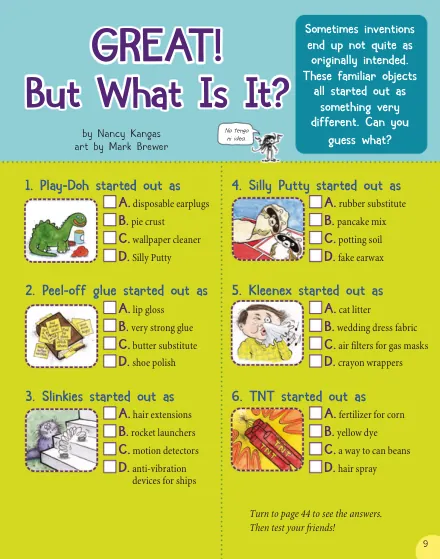 GREAT!
But What Is It?
by Nancy Kangas
art by Mark Brewer
No tengo
ni idea.
Sometimes inventions
end up not quite as
originally intended.
These familiar objects
all started out as
something very
different. Can you
guess what?
1. Play-Doh started out as
A. disposable earplugs
B. pie crust
C. wallpaper cleaner
D. Silly Putty
2. Peel-off glue started out as
A. lip gloss
B. very strong glue
C. butter substitute
D. shoe polish
3. Slinkies started out as
A. hair extensions
B. rocket launchers
C. motion detectors
D. anti-vibration
devices for ships
4. Silly Putty started out as
A. rubber substitute
B. pancake mix
C. potting soil
D. fake earwax
5. Kleenex started out as
A. cat litter
B. wedding dress fabric
C. air filters for gas masks
D. crayon wrappers
6. TNT started out as
TNT
TNT
A. fertilizer for corn
B. yellow dye
C. a way to can beans
D. hair spray
Turn to page 44 to see the answers.
Then test your friends!
9